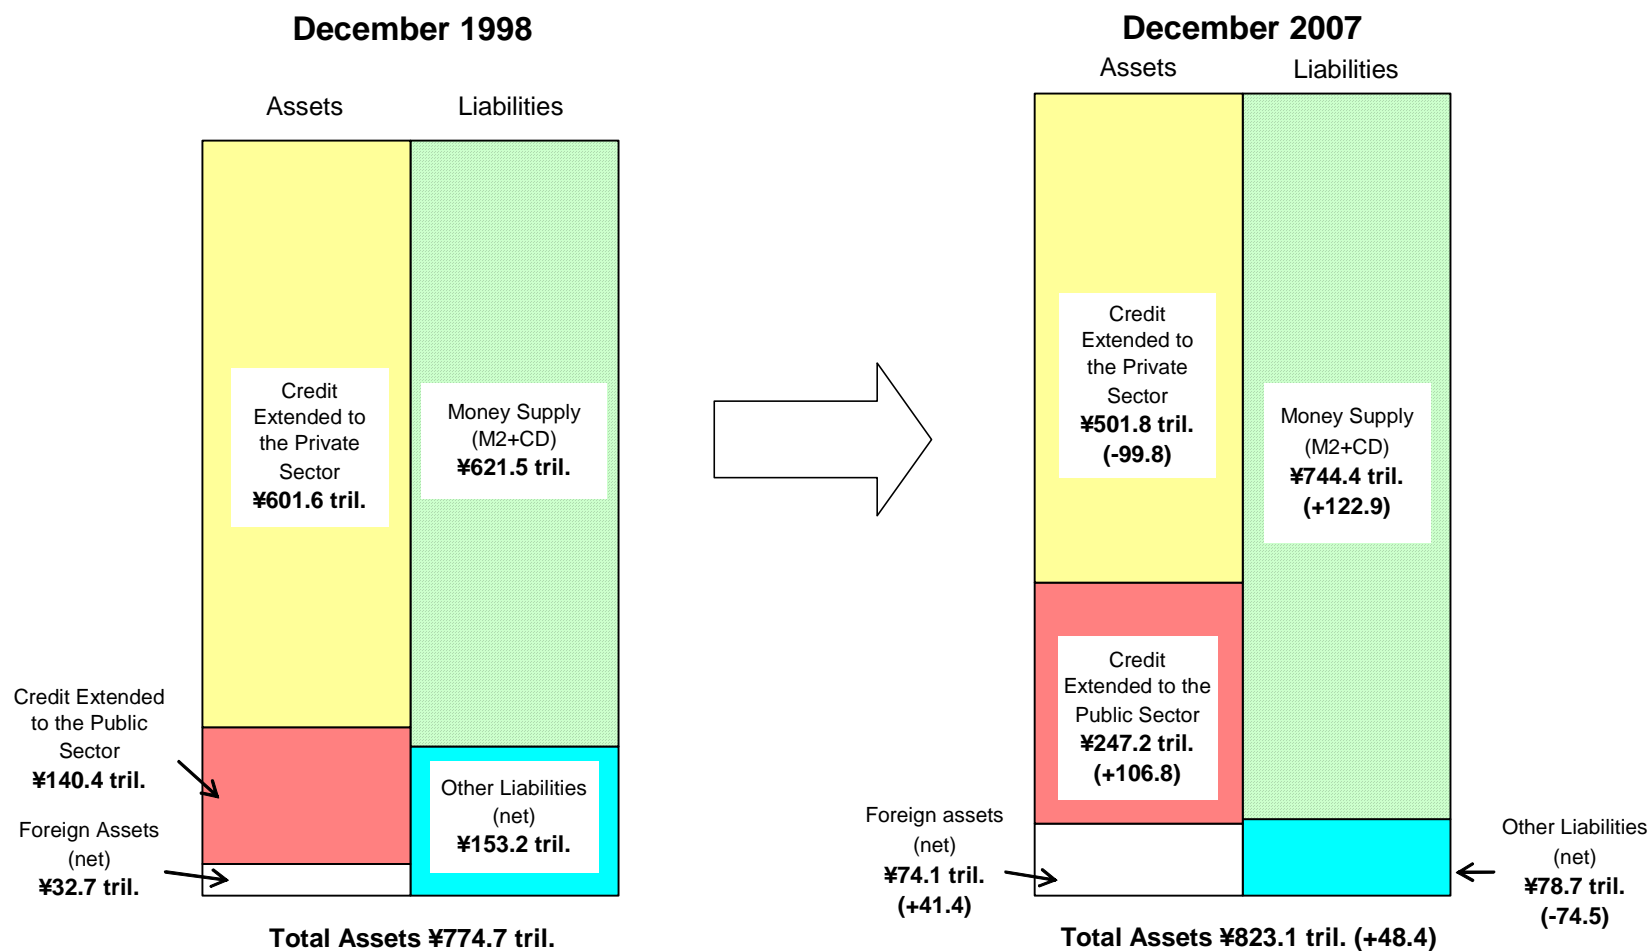 December 1998
Assets
Liabilities
Credit
Extended to
the Private
Sector
¥601.6 tril.
Money Supply
(M2+CD)
¥621.5 tril.
Credit Extended
to the Public
Sector
¥140.4 tril.
Foreign Assets
(net)
¥32.7 tril.
Other Liabilities
(net)
¥153.2 tril.
Total Assets ¥774.7 tril.
December 2007
Assets
Liabilities
Credit
Extended to
the Private
Sector
¥501.8 tril.
(-99.8)
Money Supply
(M2+CD)
¥744.4 tril.
(+122.9)
Credit
Extended to the
Public Sector
¥247.2 tril.
(+106.8)
Foreign assets
(net)
¥74.1 tril.
(+41.4)
Other Liabilities
(net)
¥78.7 tril.
(-74.5)
Total Assets ¥823.1 tril. (+48.4)